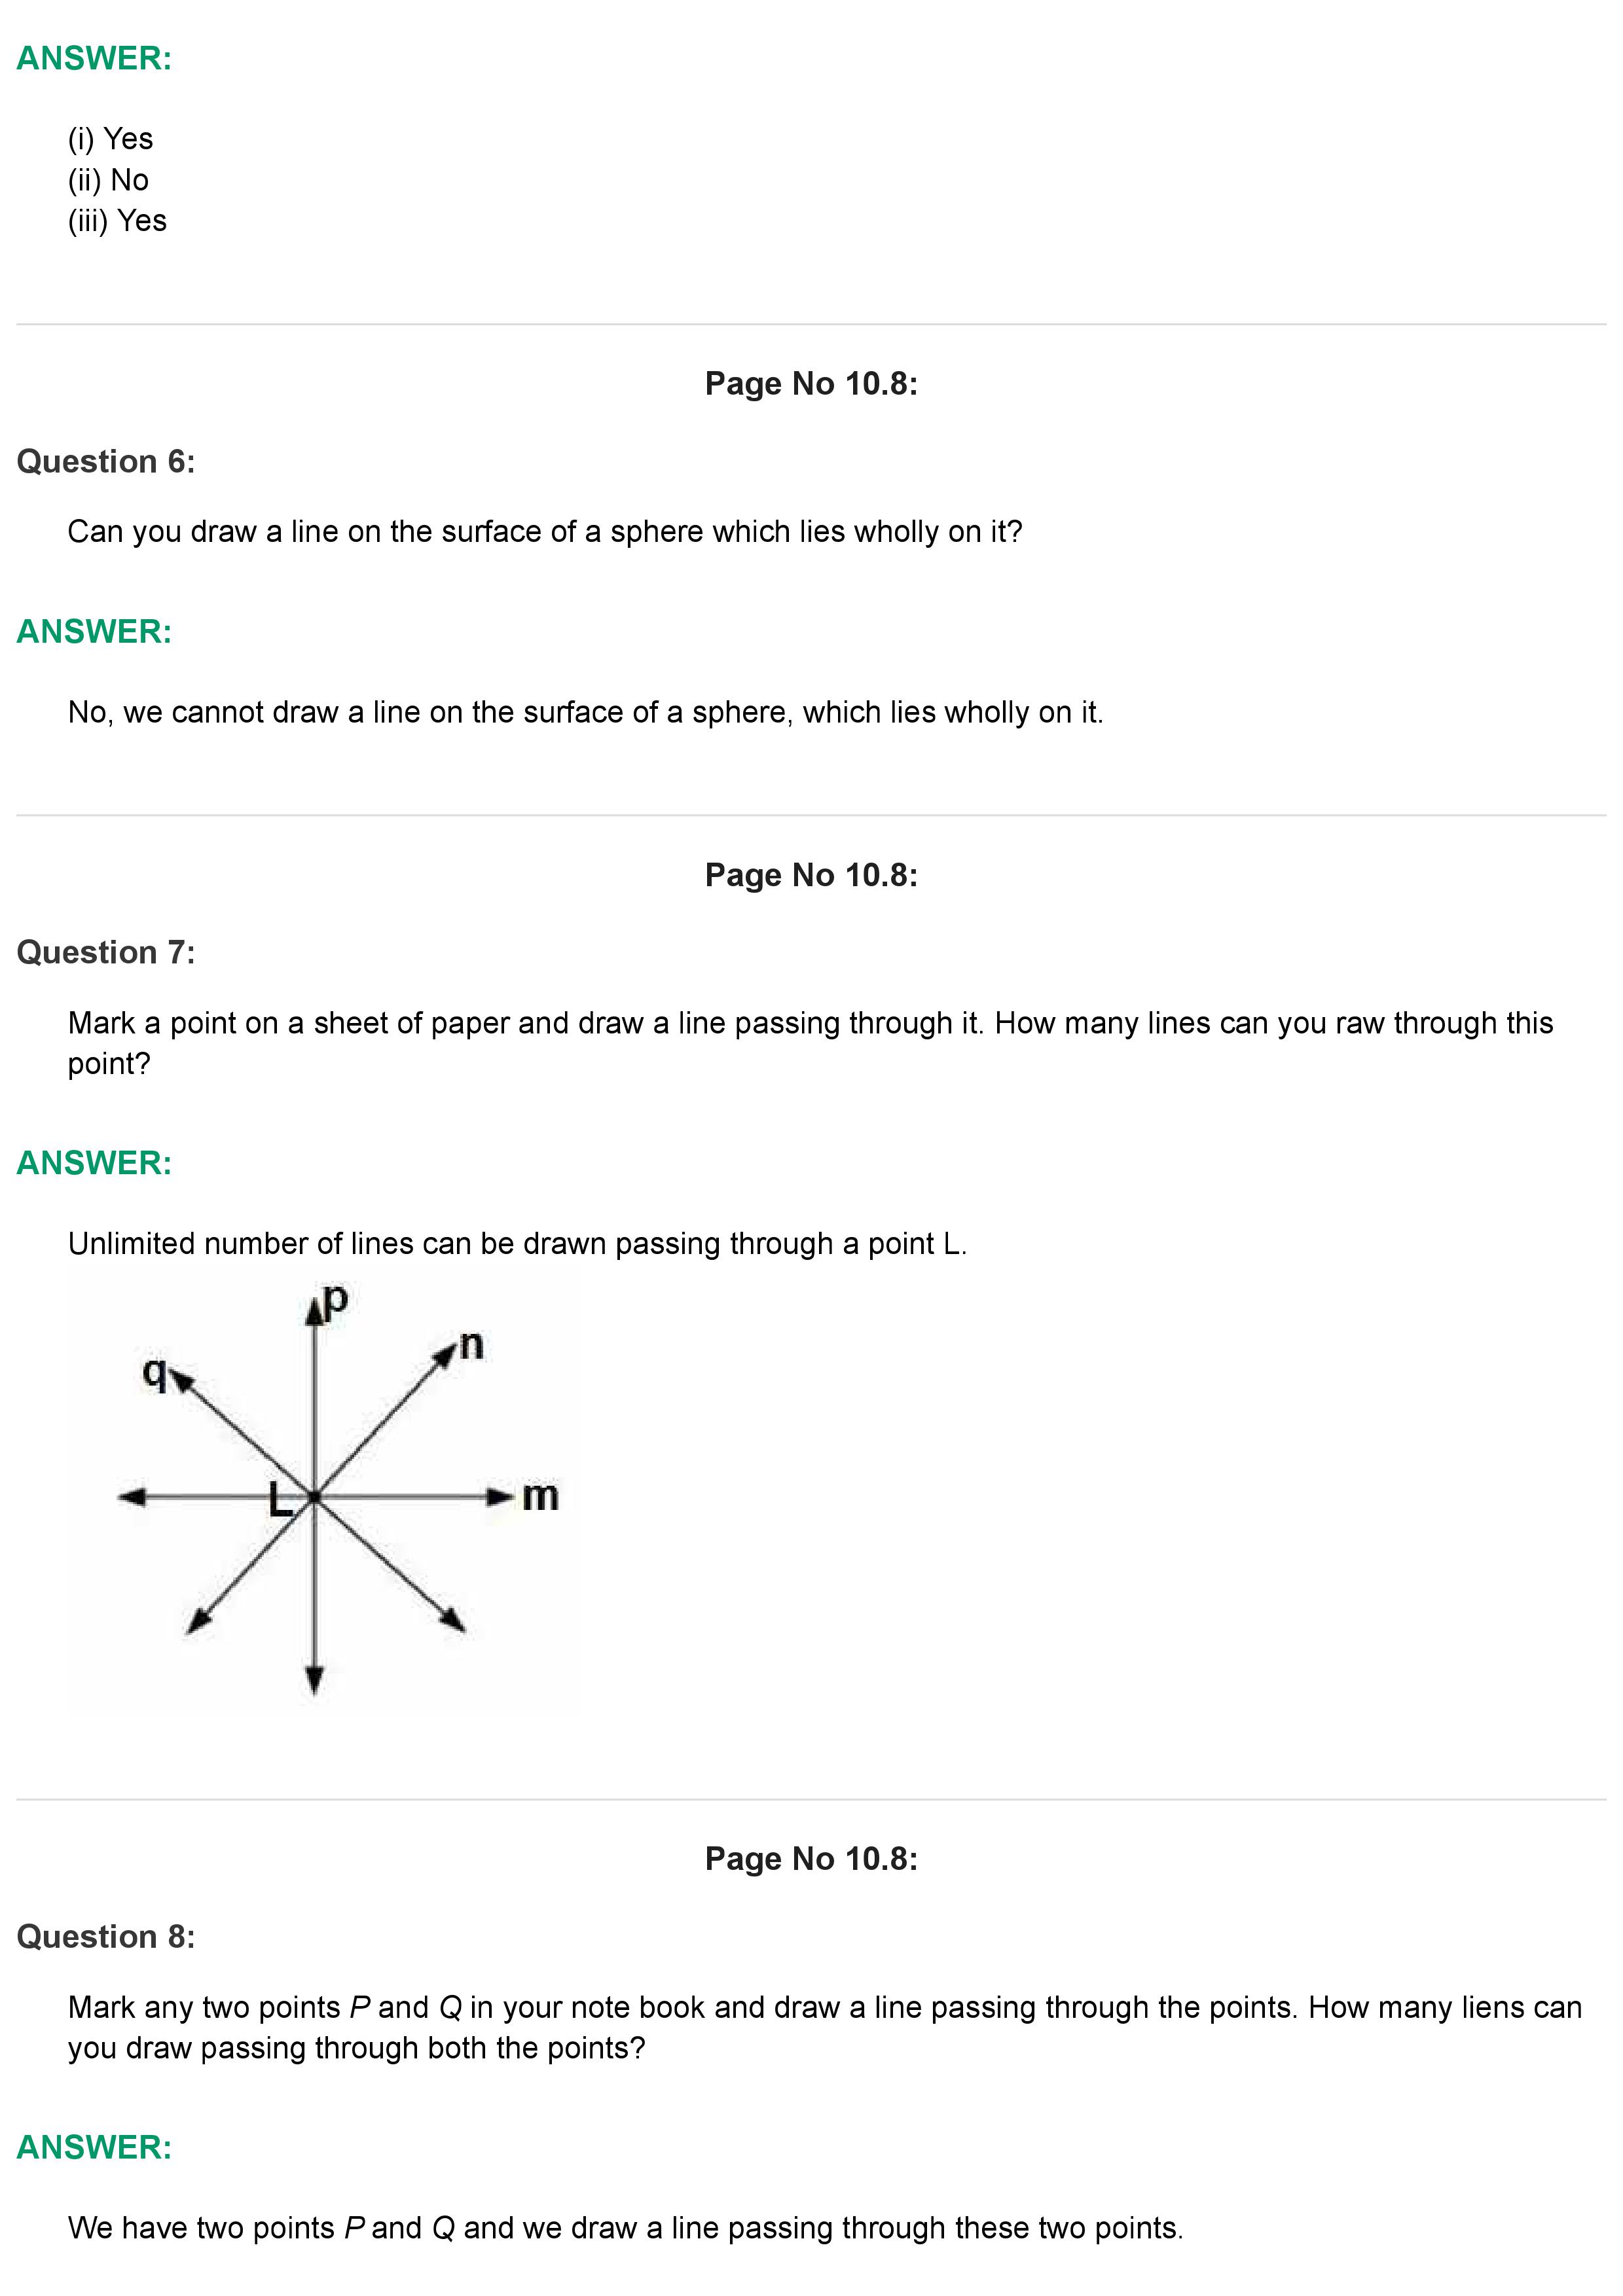 ANSWER:
(i) Yes
(ii) No
(iii) Yes
Page No 10.8:
Question 6:
Can you draw a line on the surface of a sphere which lies wholly on it?
ANSWER:
No, we cannot draw a line on the surface of a sphere, which lies wholly on it.
Page No 10.8:
Question 7:
Mark a point on a sheet of paper and draw a line passing through it. How many lines can you raw through this
point?
ANSWER:
Unlimited number of lines can be drawn passing through a point L.
p
n
q
L
m
Page No 10.8:
Question 8:
Mark any two points P and Q in your note book and draw a line passing through the points. How many liens can
you draw passing through both the points?
ANSWER:
We have two points P and Q and we draw a line passing through these two points.